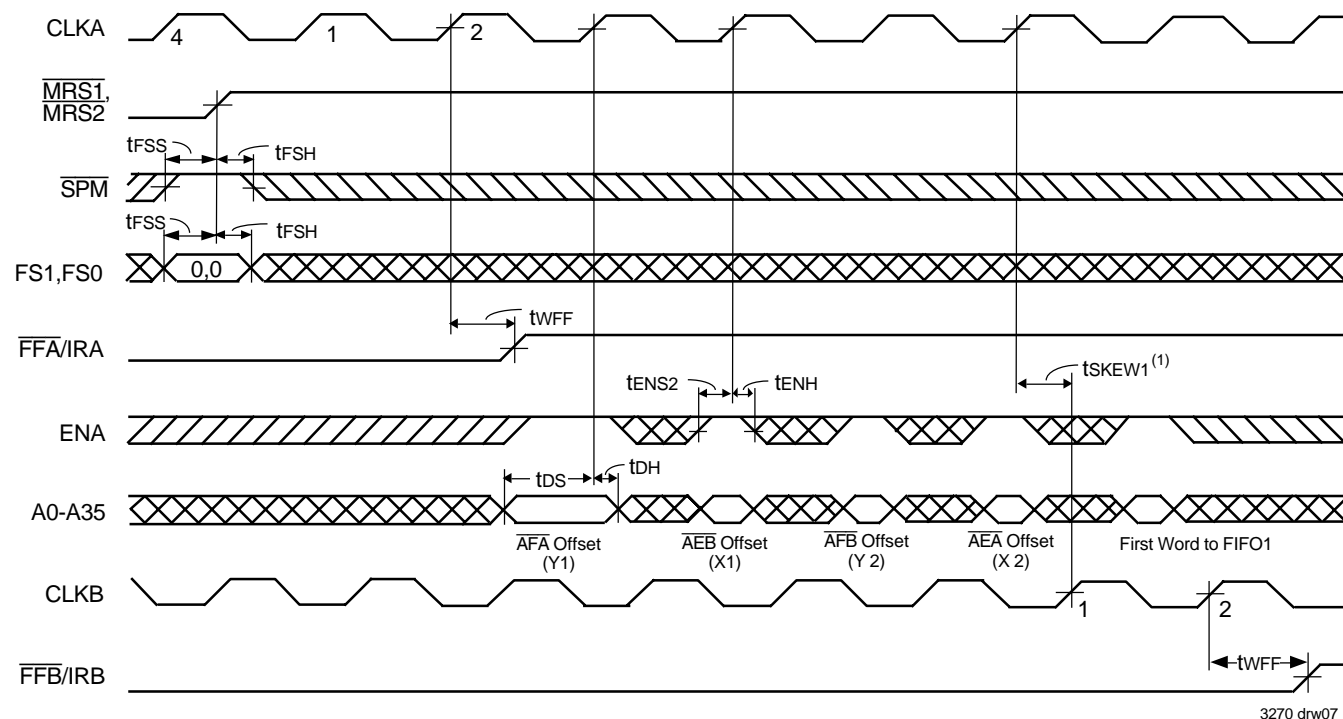 CLKA
4
1
2
MRS1,
MRS2
tFSS
tFSH
SPM
tFSS
tFSH
FS1,FS0
0,0
tWFF
FFA/IRA
tSKEW1(1)
tENS2
tENH
ENA
tDS
tDH
A0-A35
AFA Offset
(Y1)
AEB Offset
(X1)
AFB Offset
(Y 2)
AEA Offset
(X 2)
First Word to FIFO1
CLKB
1
2
tWFF
FFB/IRB
3270 drw07